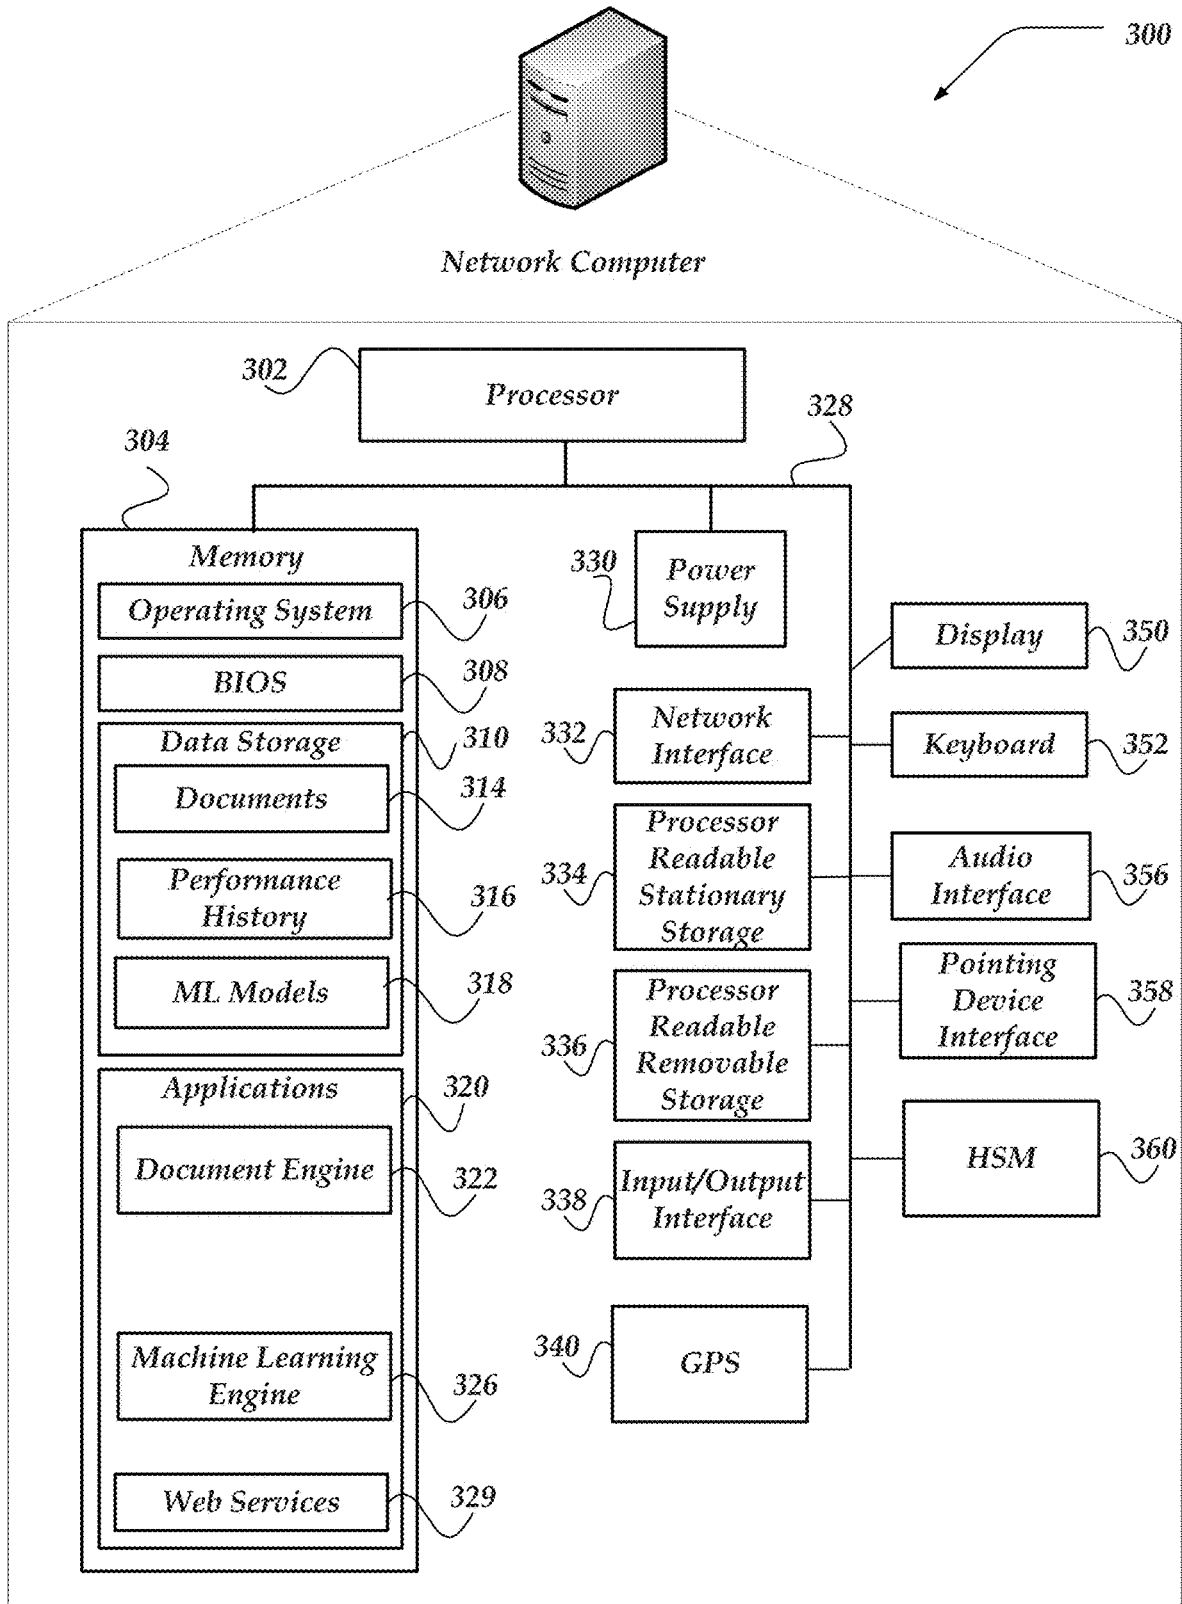 300
Network Computer
302
Processor
328
304
Memory
Operating System
306
BIOS
308
Data Storage
310
Documents
314
Performance
History
316
ML Models
318
Applications
320
Document Engine
322
Machine Learning
Engine
326
Web Services
329
330
Power
Supply
332
Network
Interface
334
Processor
Readable
Stationary
Storage
336
Processor
Readable
Removable
Storage
338
Input/Output
Interface
340
GPS
Display
350
Keyboard
352
Audio
Interface
356
Pointing
Device
Interface
358
HSM
360